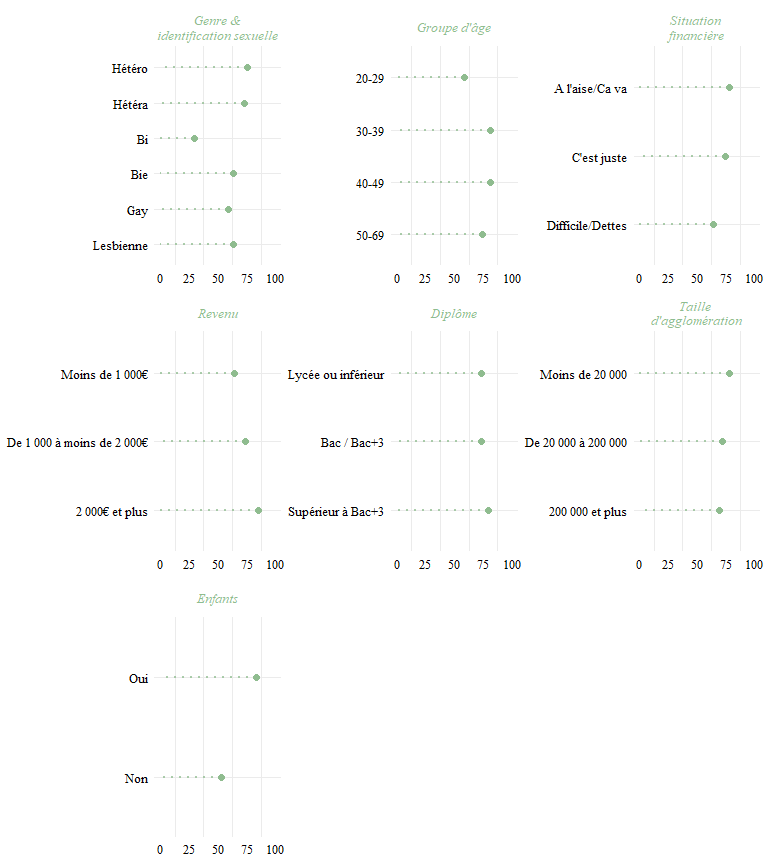 Genre &
identification sexuelle
Hétéro
Hétéra
Bi
Bie
Gay
Lesbienne
0 25 50 75 100
Groupe d'âge
20-29
30-39
40-49
50-69
0 25 50 75 100
Situation
financière
A l'aise/Ca va
C'est juste
Difficile/Dettes
0 25 50 75 100
Revenu
Moins de 1 000€
De 1 000 à moins de 2 000€
2 000€ et plus
0 25 50 75 100
Diplôme
Lycée ou inférieur
Bac / Bac+3
Supérieur à Bac+3
0 25 50 75 100
Taille
d'agglomération
Moins de 20 000
De 20 000 à 200 000
200 000 et plus
0 25 50 75 100
Enfants
Oui
Non
0 25 50 75 100